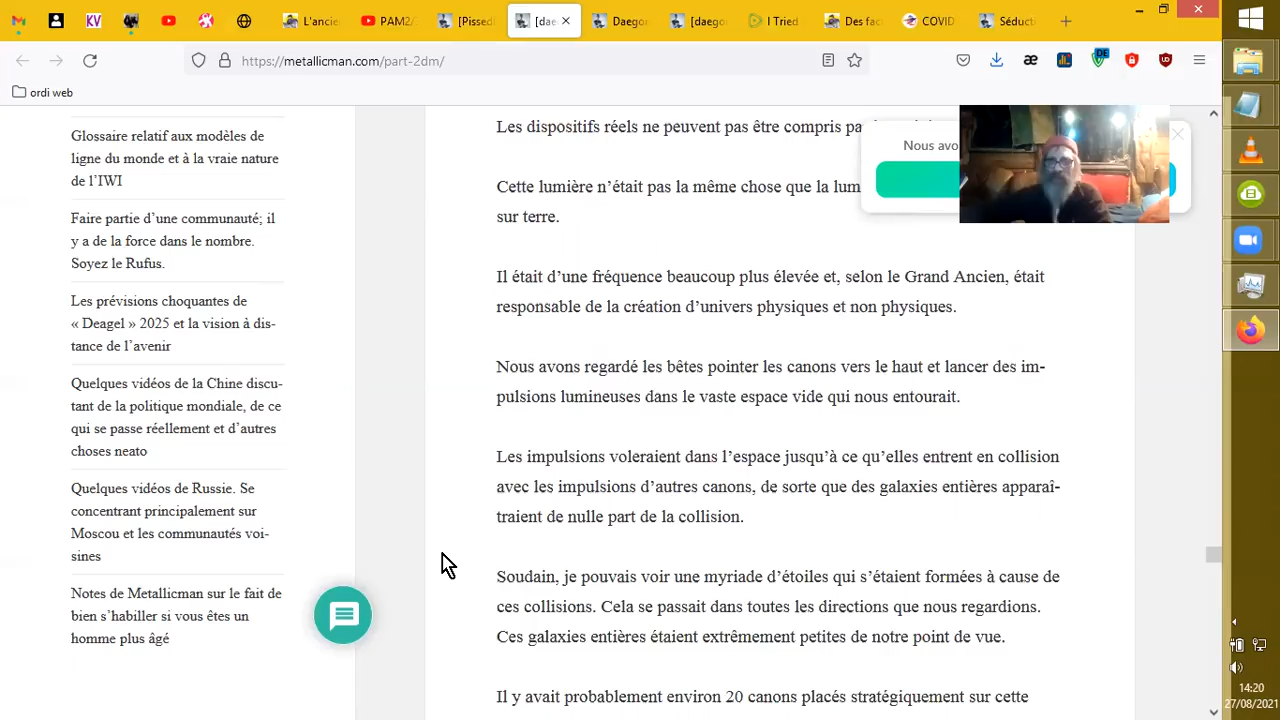 KV
L'ancie
PAM2/
[Pissed
[dae
Daegon
[daegon
I Tried
Des fac
COVID
Séduct
https://metallicman.com/part-2dm/
æ
DE
ordi web
Glossaire relatif aux modèles de
ligne du monde et à la vraie nature
de l'IWI
Faire partie d'une communauté; il
y a de la force dans le nombre.
Soyez le Rufus.
Les prévisions choquantes de
« Deagel » 2025 et la vision à dis-
tance de l'avenir
Quelques vidéos de la Chine discu-
tant de la politique mondiale, de ce
qui se passe réellement et d'autres
choses neato
Quelques vidéos de Russie. Se
concentrant principalement sur
Moscou et les communautés voi-
sines
Notes de Metallicman sur le fait de
bien s'habiller si vous êtes un
homme plus âgé
Les dispositifs réels ne peuvent pas être compris
Nous avo
Cette lumière n'était pas la même chose que la lum
sur terre.
Il était d'une fréquence beaucoup plus élevée et, selon le Grand Ancien, était
responsable de la création d'univers physiques et non physiques.
Nous avons regardé les bêtes pointer les canons vers le haut et lancer des im-
pulsions lumineuses dans le vaste espace vide qui nous entourait.
Les impulsions voleraient dans l'espace jusqu'à ce qu'elles entrent en collision
avec les impulsions d'autres canons, de sorte que des galaxies entières apparaî-
traient de nulle part de la collision.
Soudain, je pouvais voir une myriade d'étoiles qui s'étaient formées à cause de
ces collisions. Cela se passait dans toutes les directions que nous regardions.
Ces galaxies entières étaient extrêmement petites de notre point de vue.
Il y avait probablement environ 20 canons placés stratégiquement sur cette
14:20
27/08/2021